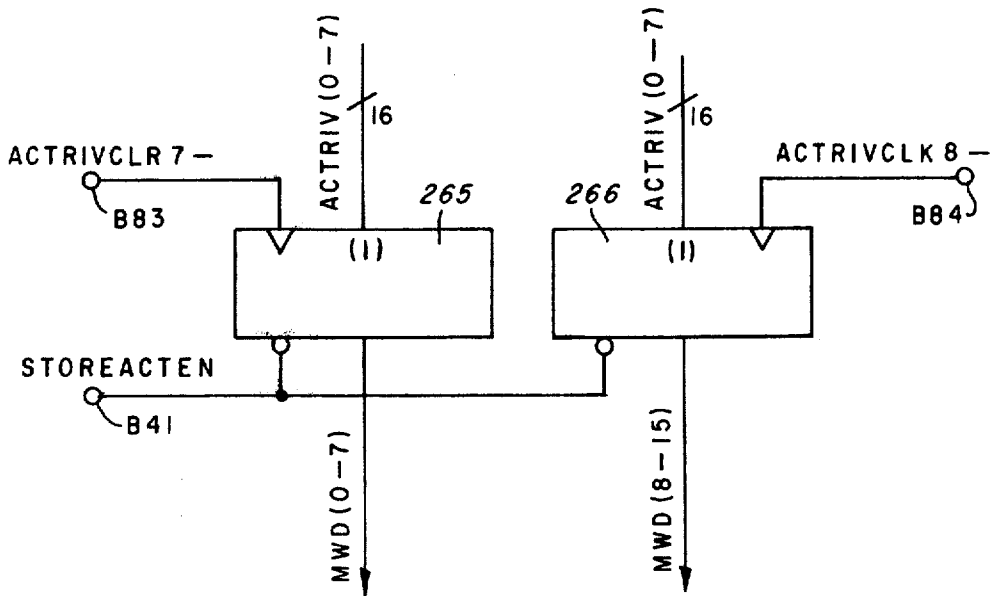 ACTRIV (0-7)
16
ACTRIV (0-7)
16
ACTRIVCLR 7-
B83
265
266
ACTRIVCLK 8-
B84
(1)
(1)
STOREACTEN
B41
MWD (0-7)
MWD (8-15)